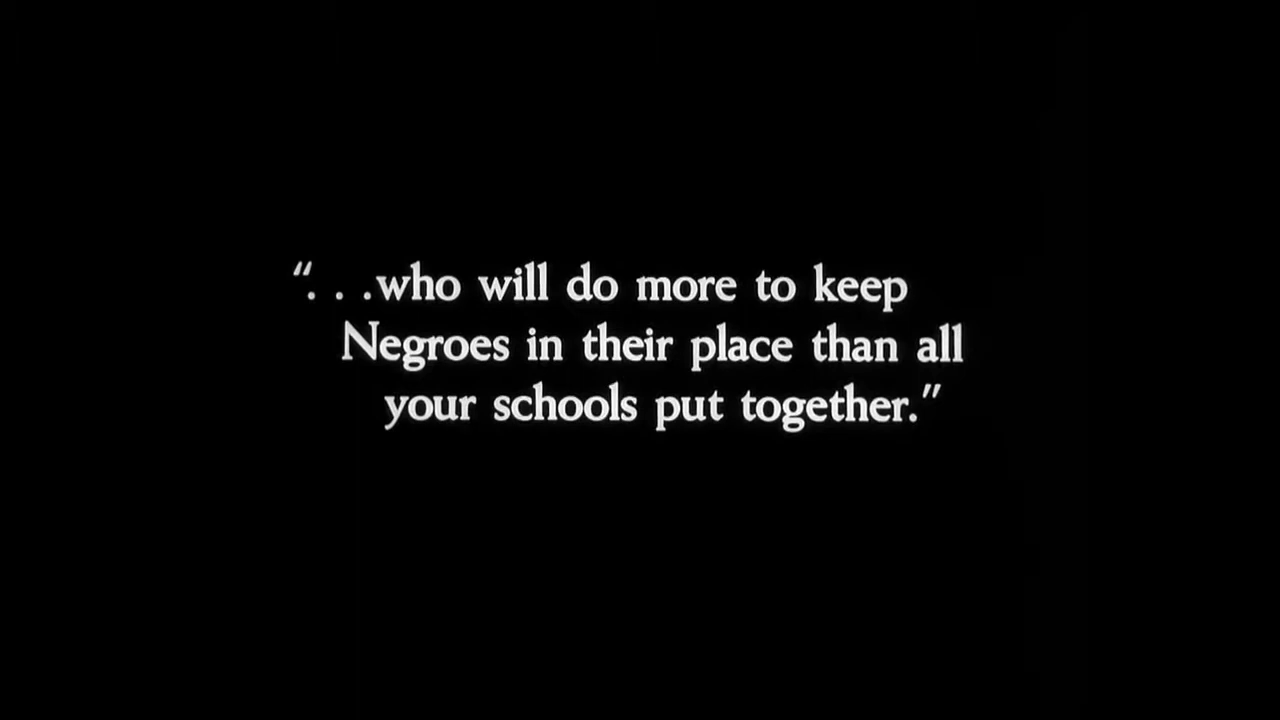 “. . .who will do more to keep
Negroes in their place than all
your schools put together.”